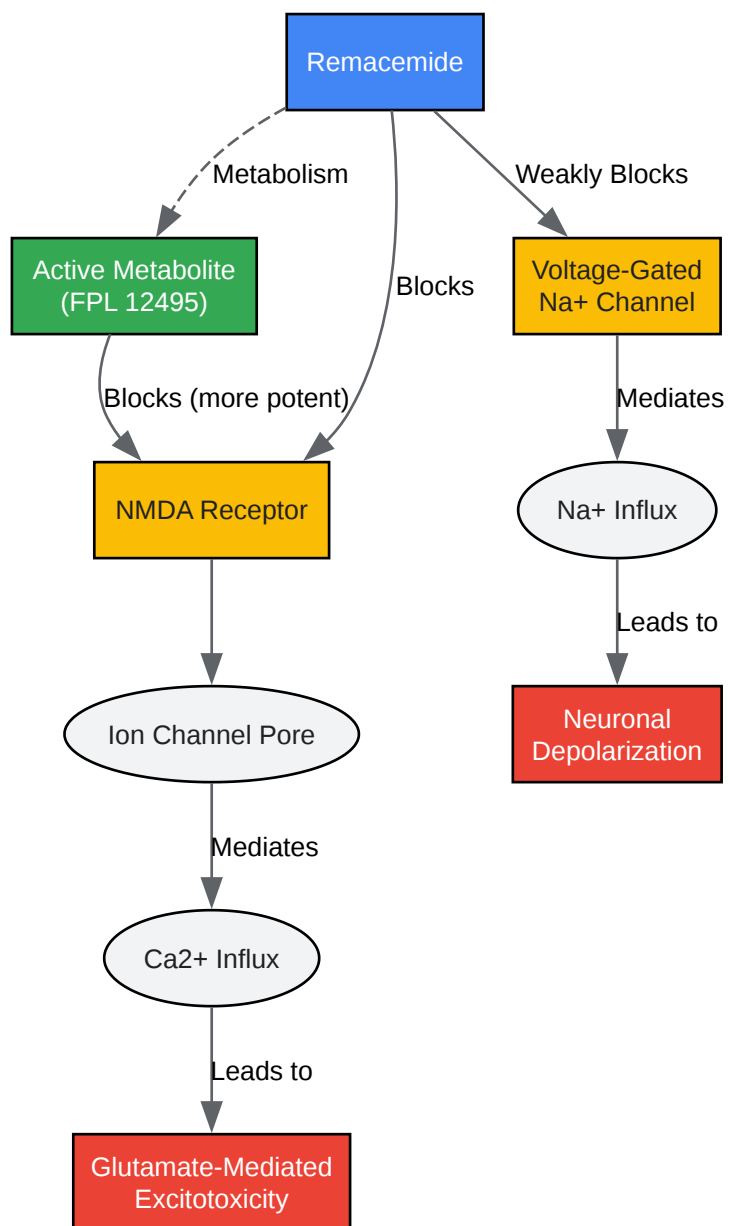 Remacemide
Metabolism
Weakly Blocks
Active Metabolite
(FPL 12495)
Blocks
Voltage-Gated
Na+ Channel
Blocks (more potent)
Mediates
NMDA Receptor
Na+ Influx
Leads to
Ion Channel Pore
Neuronal
Depolarization
Mediates
Ca2+ Influx
Leads to
Glutamate-Mediated
Excitotoxicity